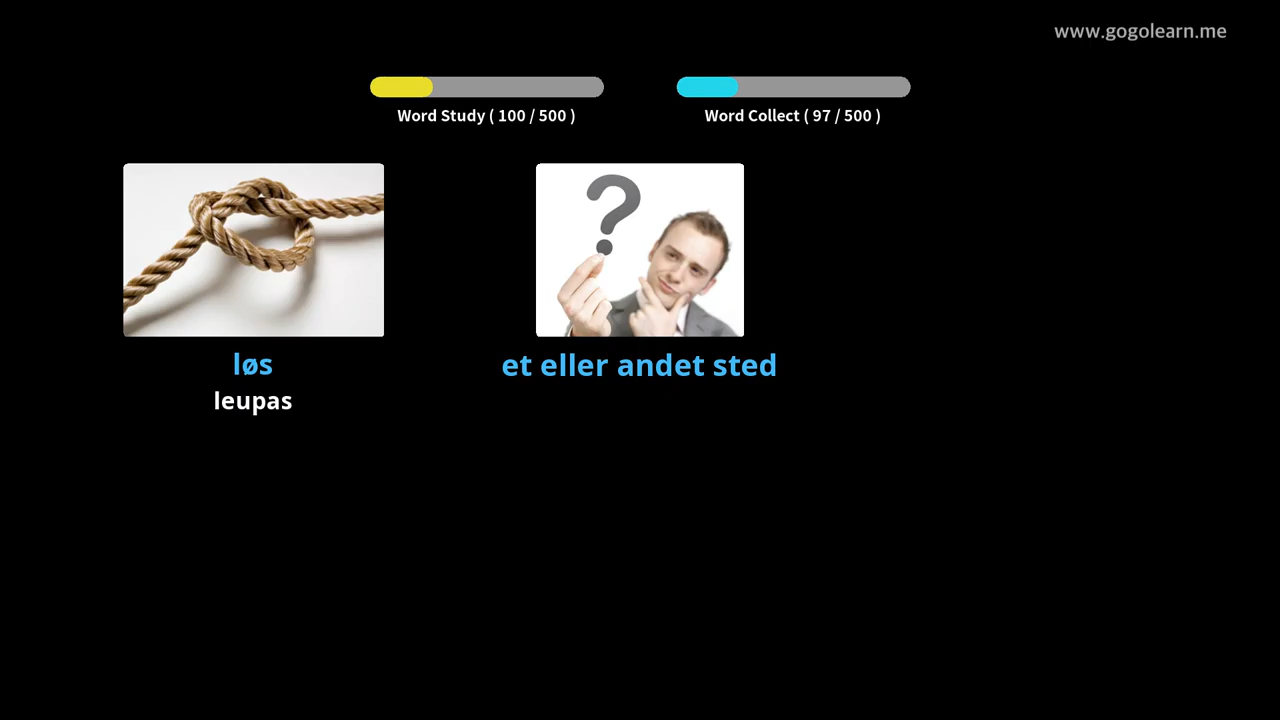 www.gogolearn.me
Word Study ( 100 / 500 )
Word Collect ( 97 / 500 )
løs
leupas
et eller andet sted